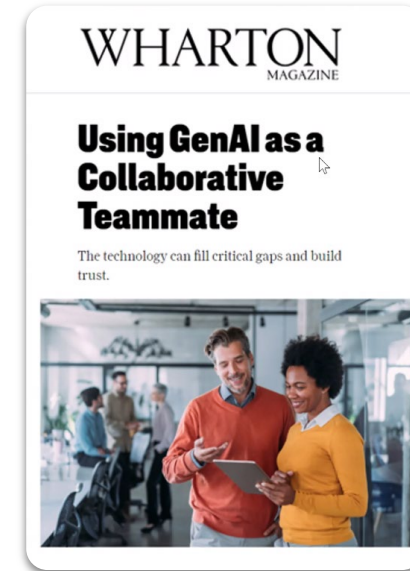 WHARTON
MAGAZINE
Using GenAI as a
Collaborative
Teammate
The technology can fill critical gaps and build
trust.